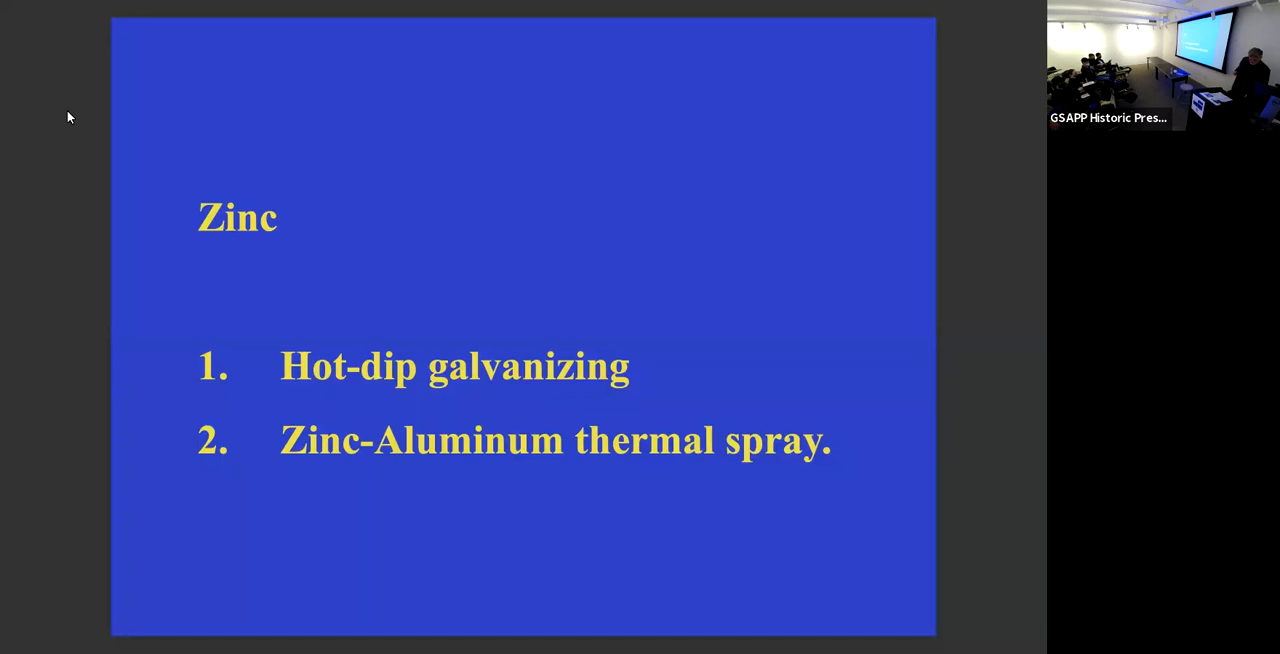 Zinc
1. Hot-dip galvanizing
2. Zinc-Aluminum thermal spray.
GSAPP Historic Pres...